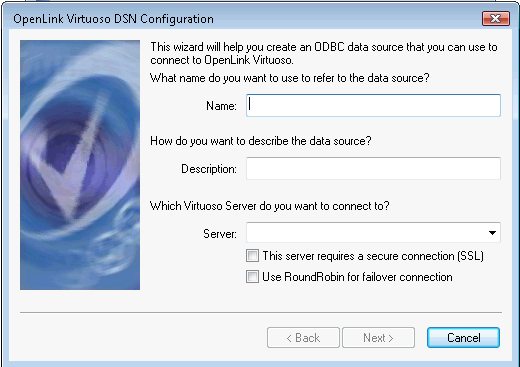 OpenLink Virtuoso DSN Configuration
This wizard will help you create an ODBC data source that you can use to
connect to OpenLink Virtuoso.
What name do you want to use to refer to the data source?
Name:
How do you want to describe the data source?
Description:
Which Virtuoso Server do you want to connect to?
Server:
This server requires a secure connection (SSL)
Use RoundRobin for failover connection
< Back Next > Cancel